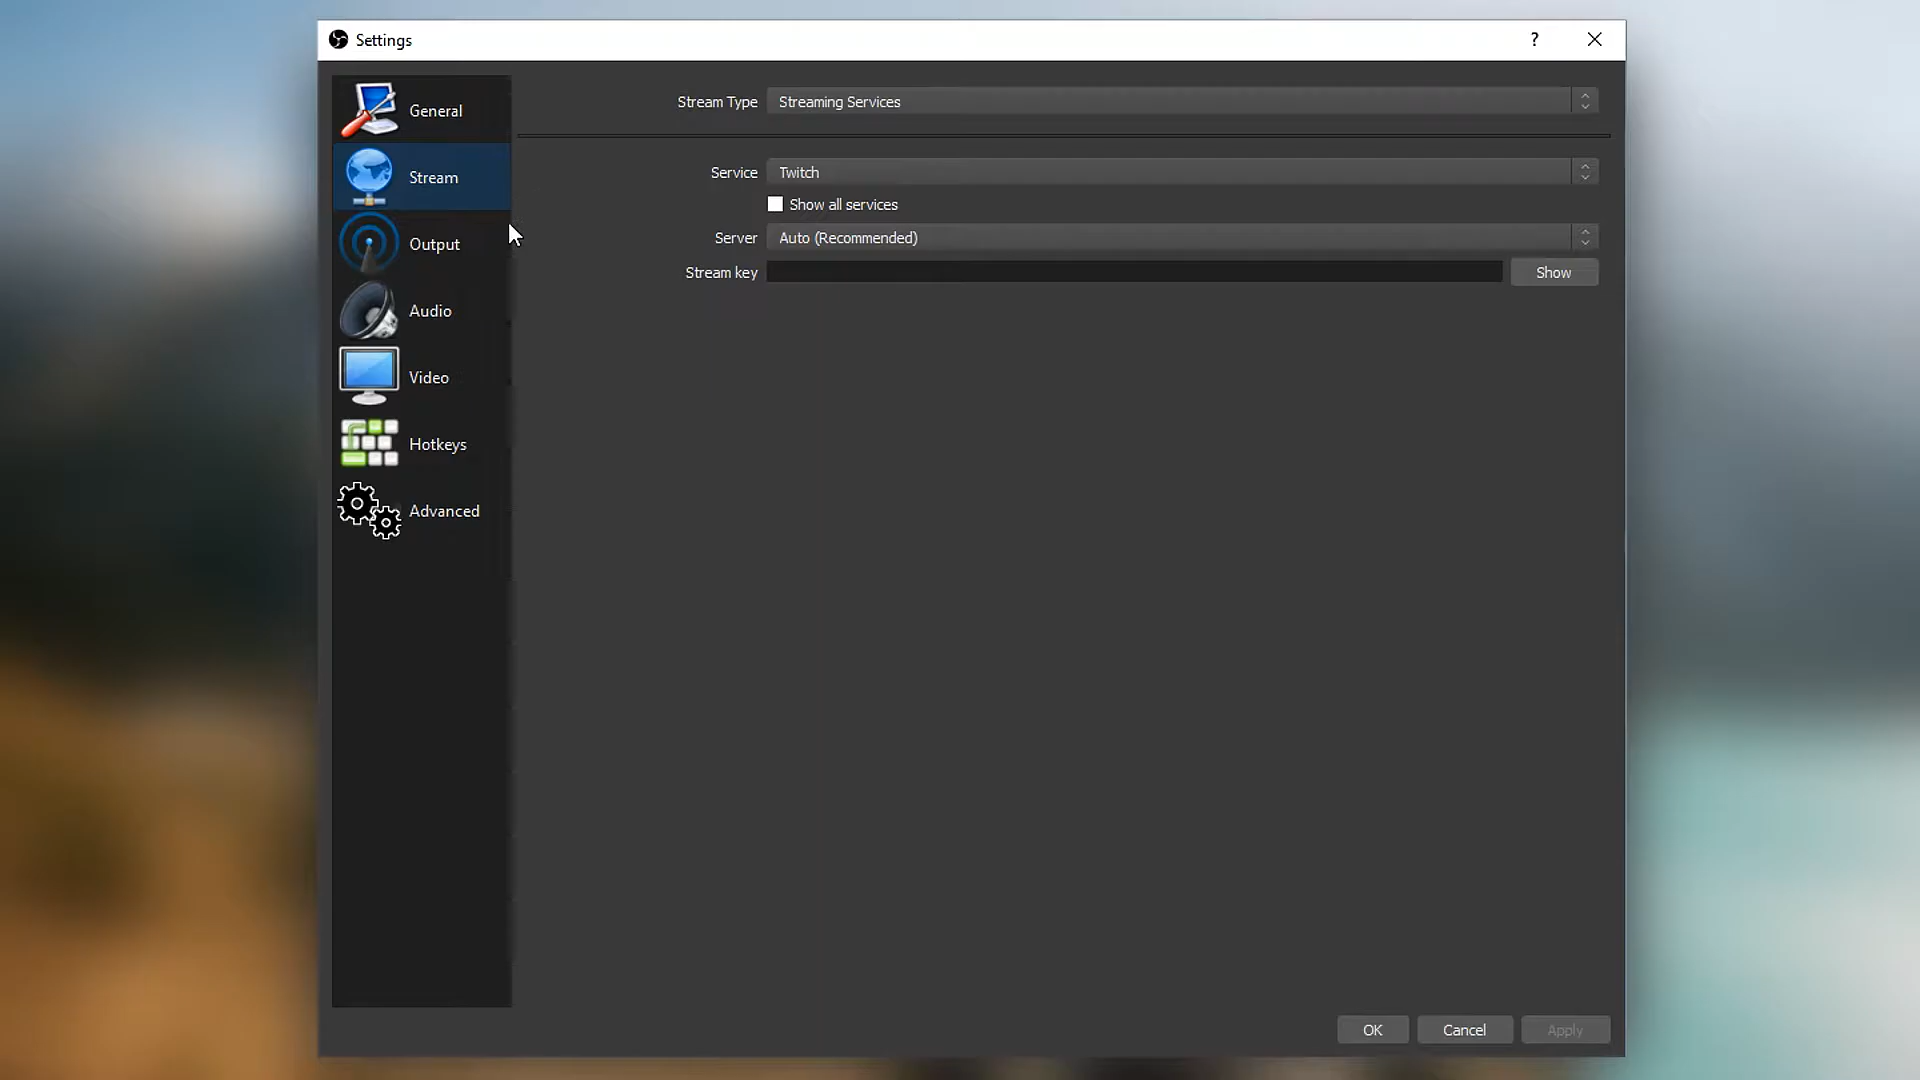 Settings
?
General
Stream
Output
Audio
Video
Hotkeys
Advanced
Stream Type Streaming Services
Service Twitch
Show all services
Server Auto (Recommended)
Stream key Show
OK Cancel Apply